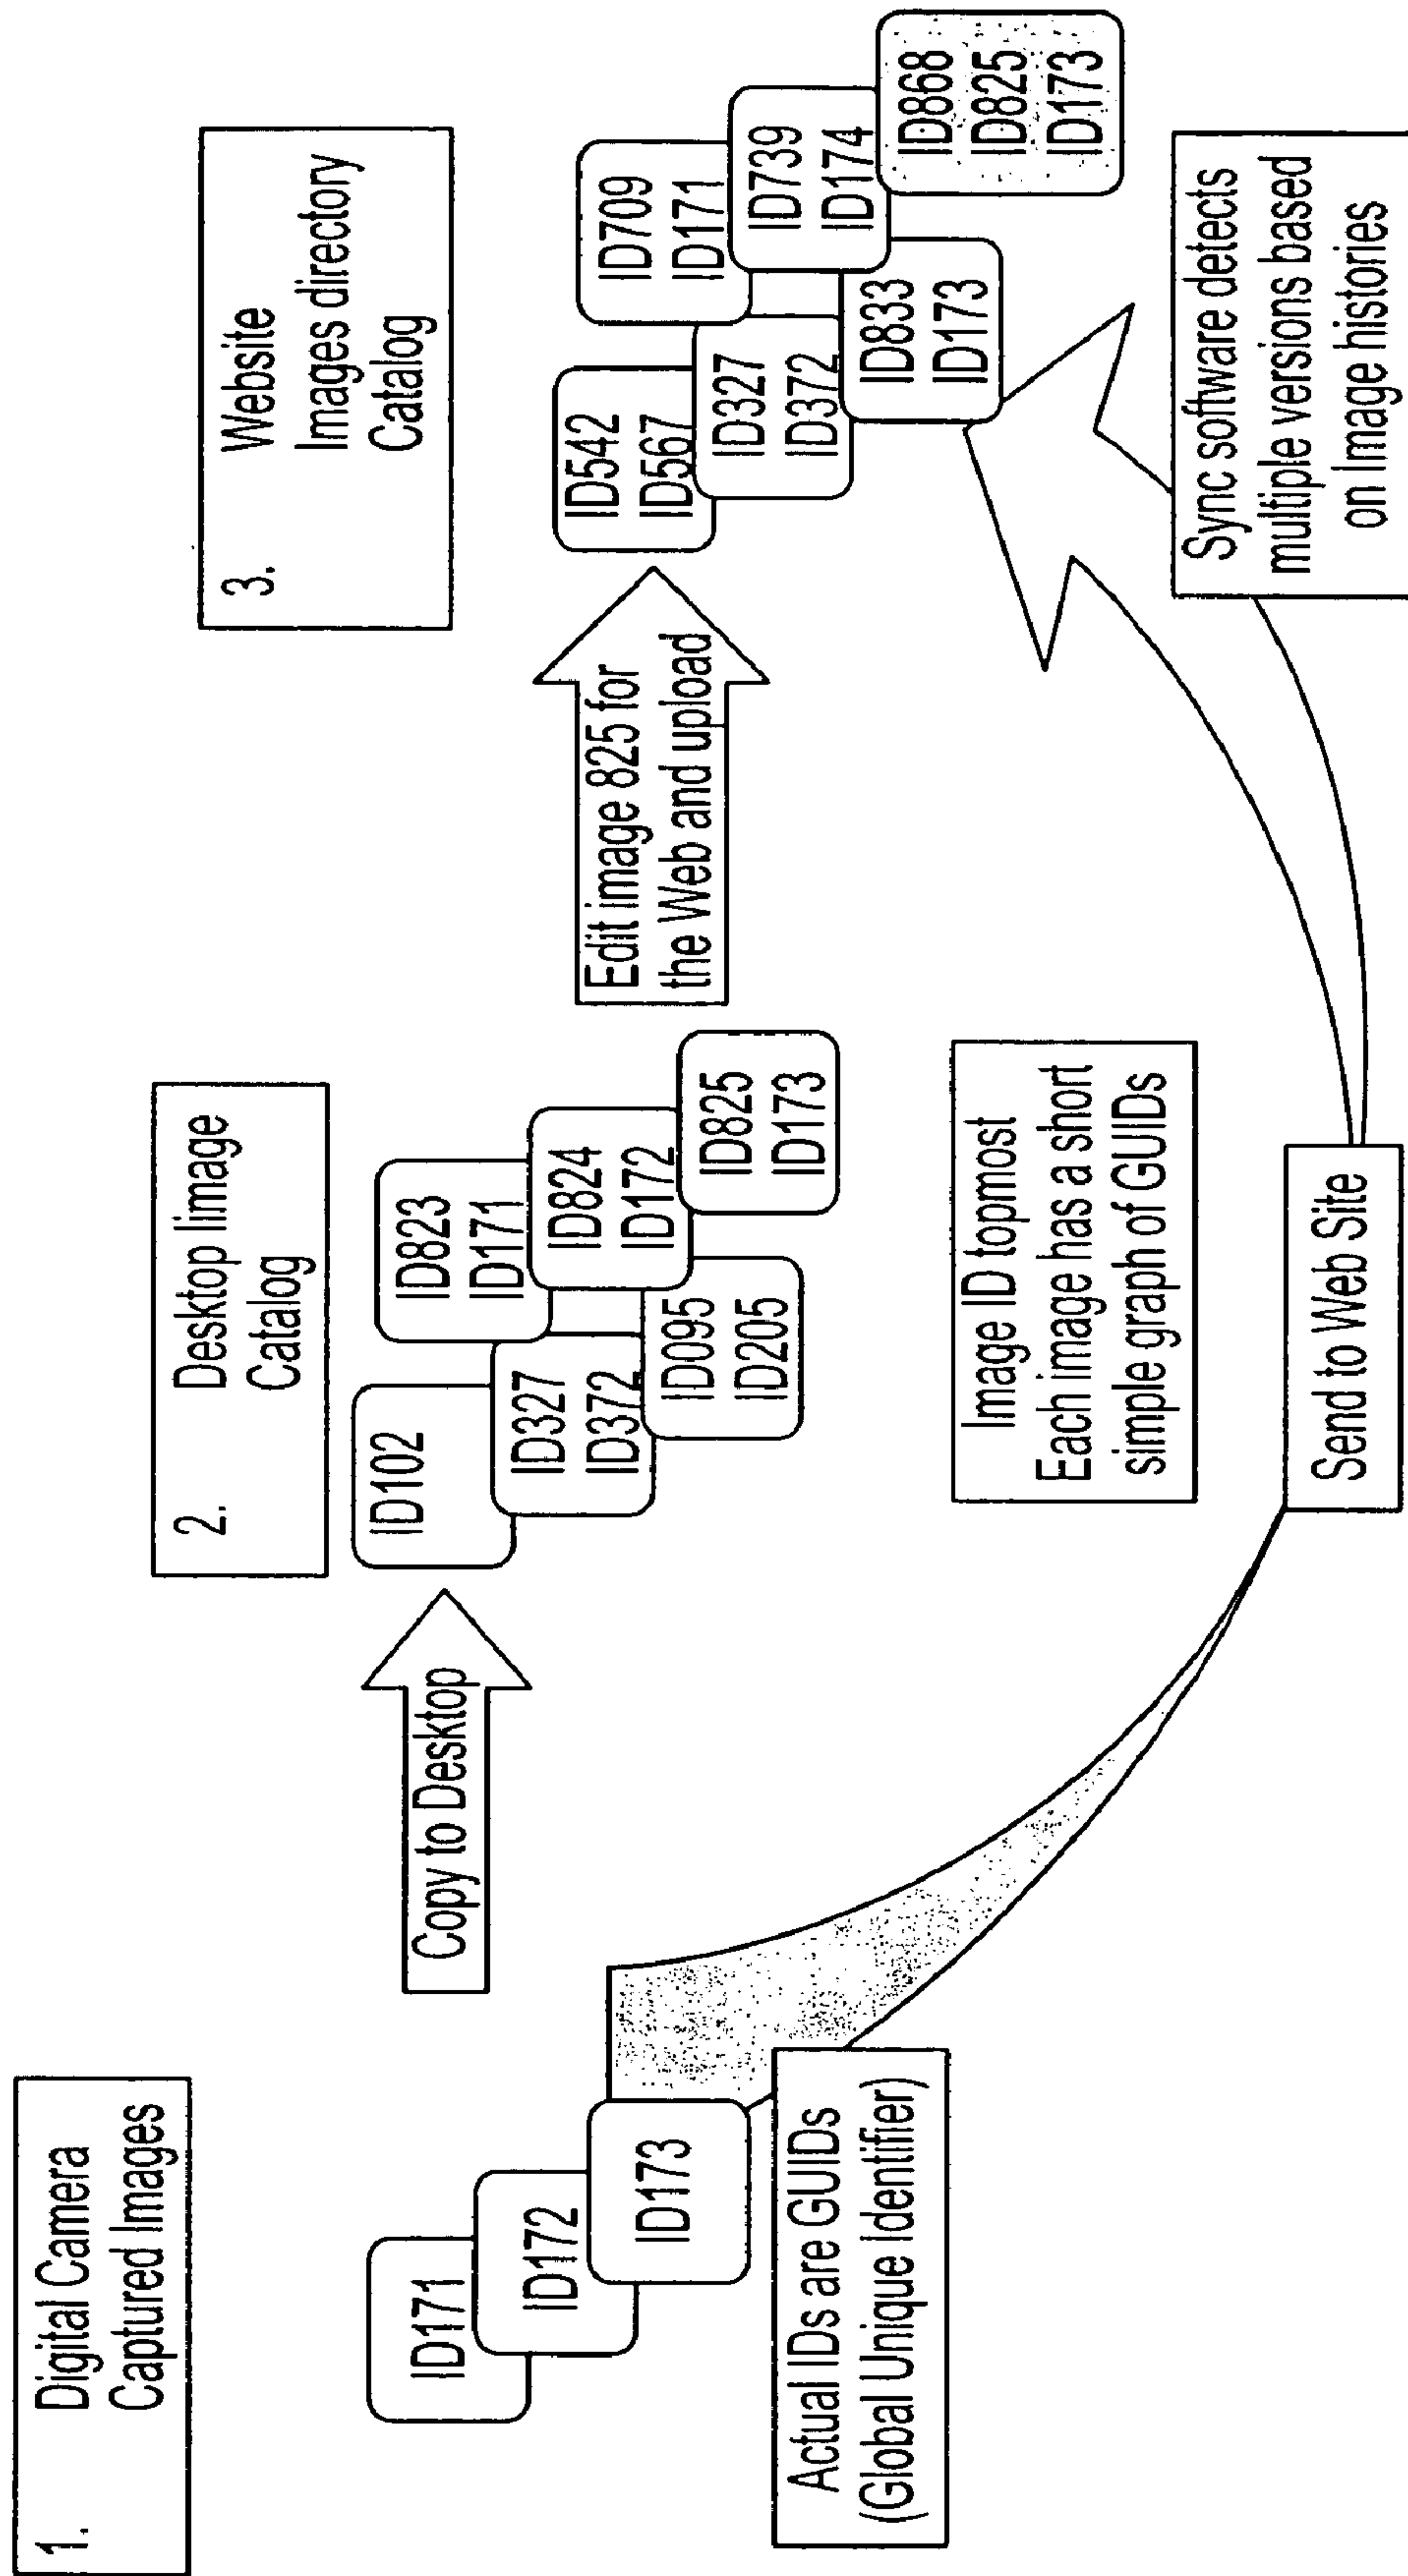 1. Digital Camera
Captured Images
ID171
ID172
ID173
Actual IDs are GUIDs
(Global Unique Identifier)
Copy to Desktop
2. Desktop Iimage
Catalog
ID102
ID327
ID372
ID823
ID171
ID824
ID172
ID095
ID205
ID825
ID173
Image ID topmost
Each image has a short
simple graph of GUIDs
Send to Web Site
Edit image 825 for
the Web and upload
3. Website
Images directory
Catalog
ID542
ID567
ID327
ID372
ID709
ID171
ID739
ID174
ID833
ID173
ID868
ID825
ID173
Sync software detects
multiple versions based
on Image histories